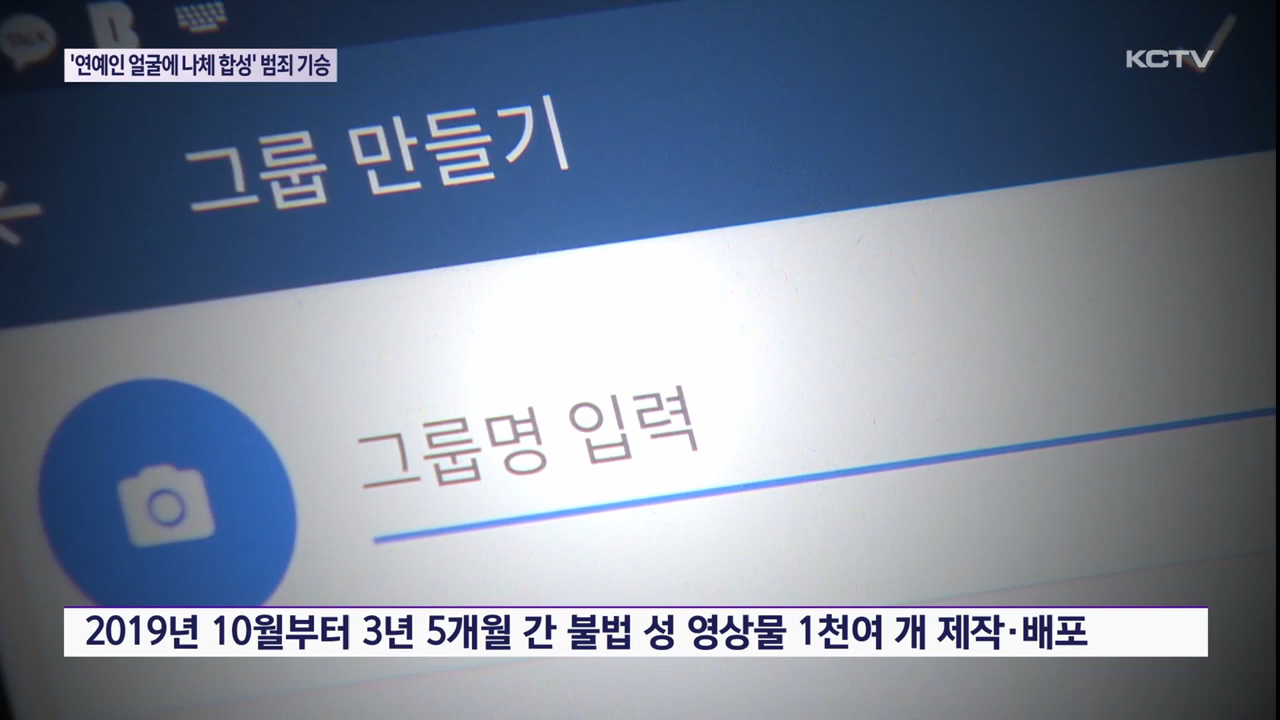 TALK
B
'연예인 얼굴에 나체 합성' 범죄 기승
KCTV
그룹 만들기
그룹명 입력
2019년 10월부터 3년 5개월 간 불법 성 영상물 1천여 개 제작·배포